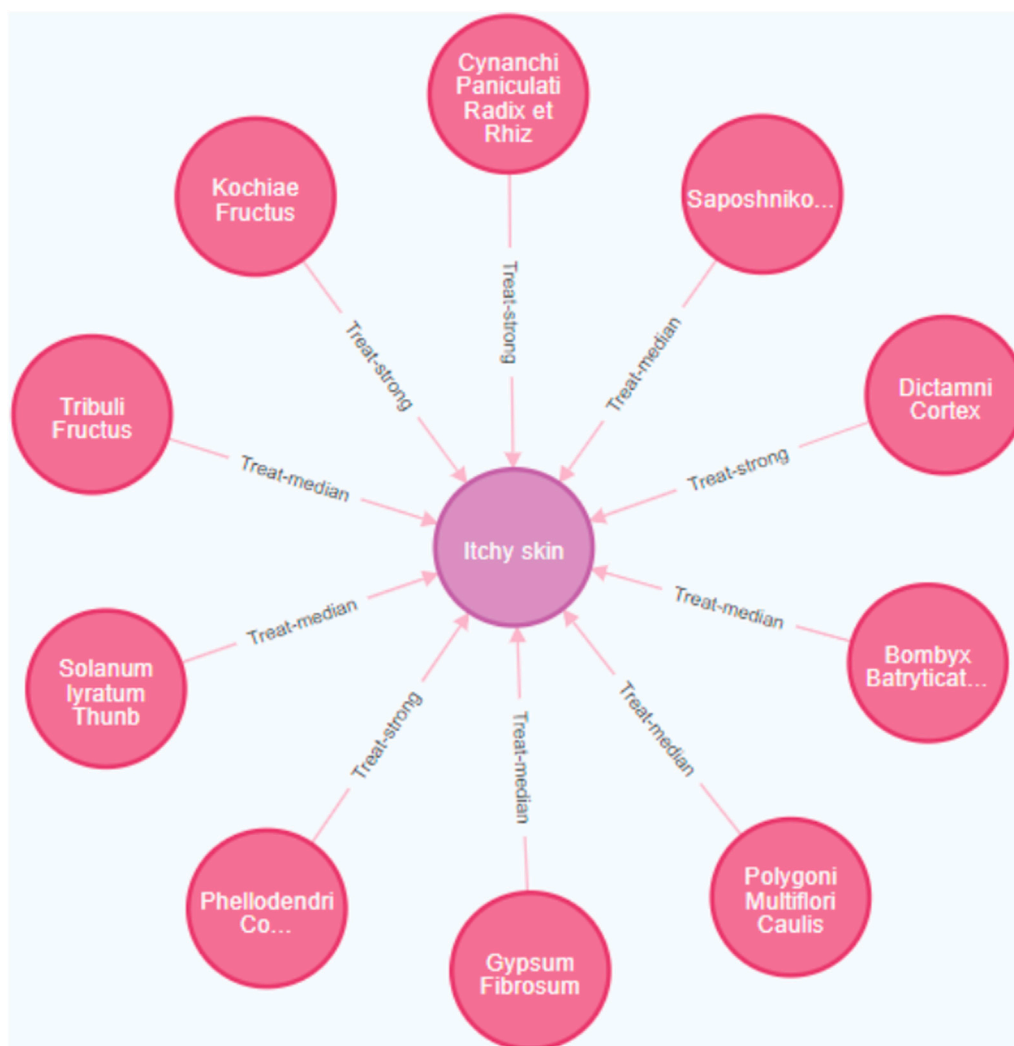 Cynanchi
Paniculati
Radix et
Rhiz
Kochiae
Fructus
Saposhniko...
Treat-strong
Treat-strong
Treat-median
Tribuli
Fructus
Dictamni
Cortex
Treat-median
Treat-strong
Itchy skin
Treat-median
Treat-median
Solanum
lyratum
Thunb
Bombyx
Batryticat...
Treat-strong
Treat-median
Treat-median
Phellodendri
Co...
Gypsum
Fibrosum
Polygoni
Multiflori
Caulis